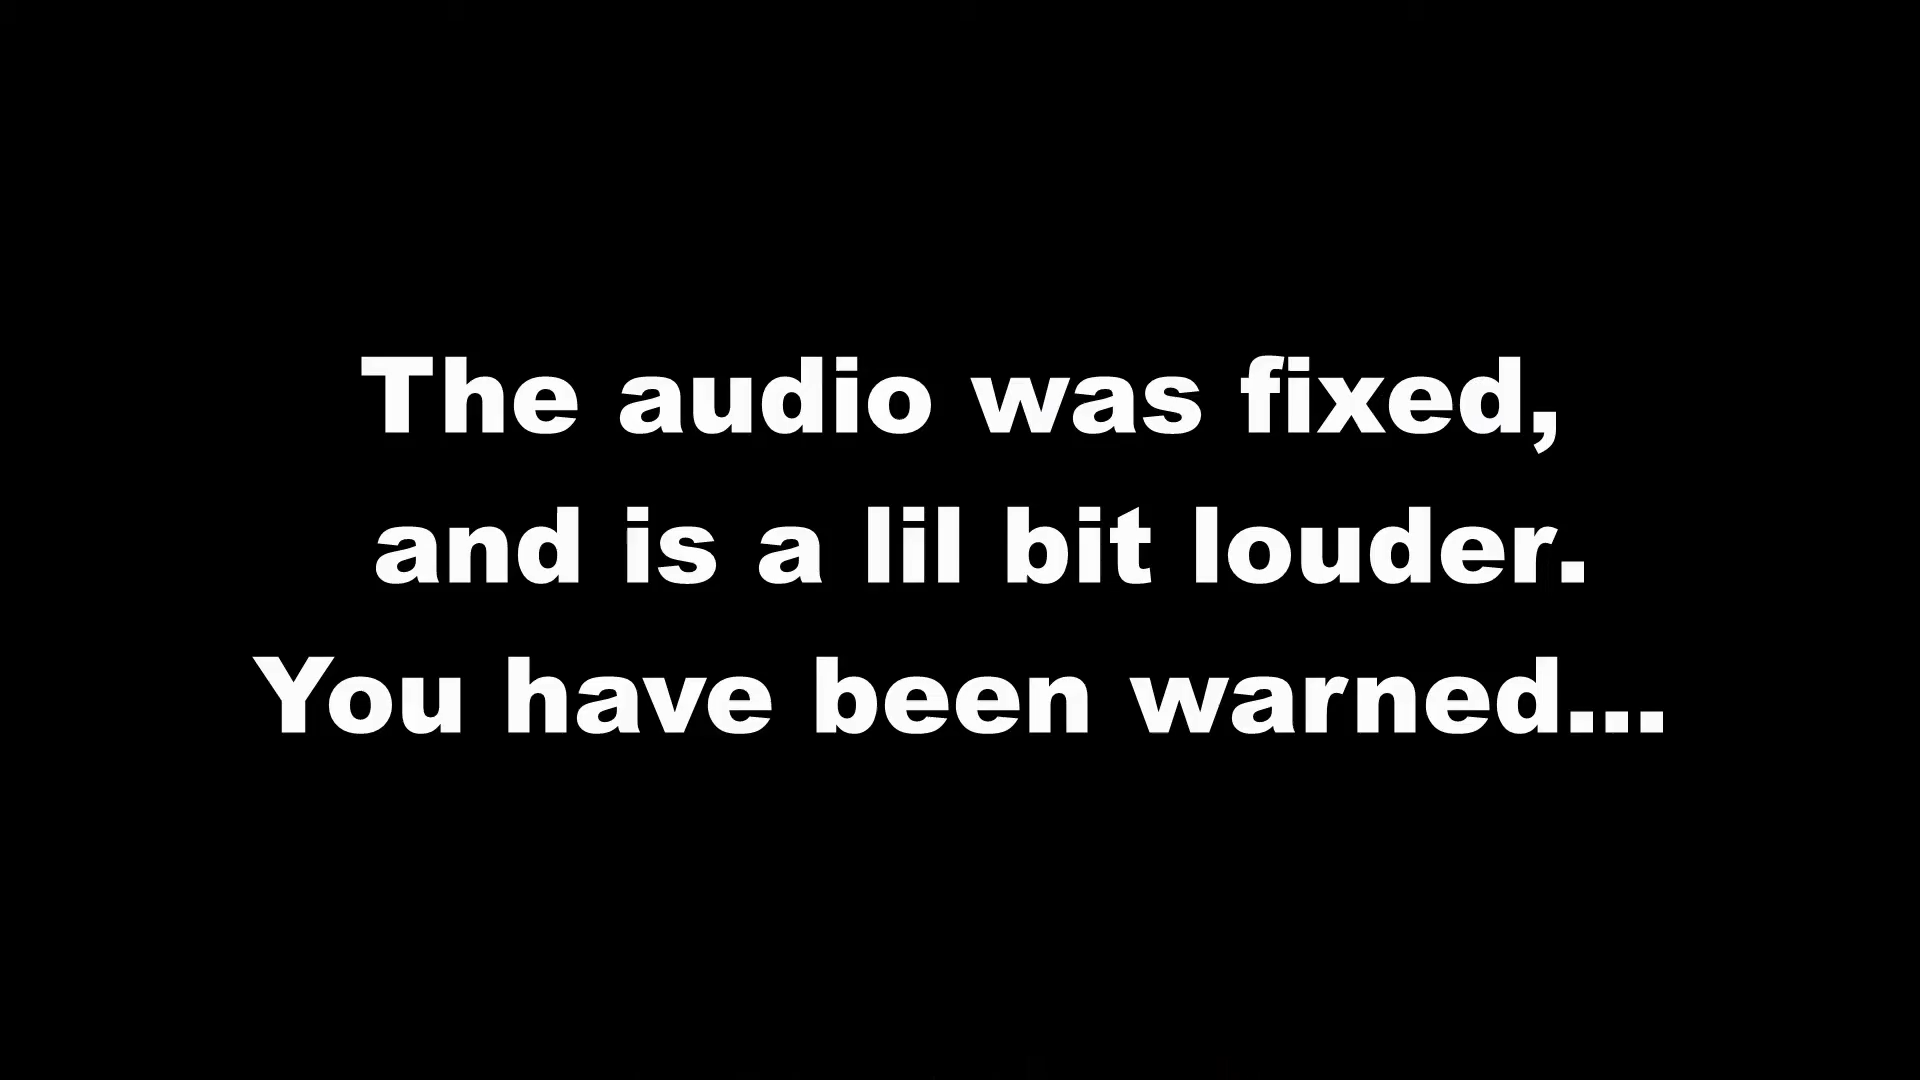 The audio was fixed,
and is a lil bit louder.
You have been warned...